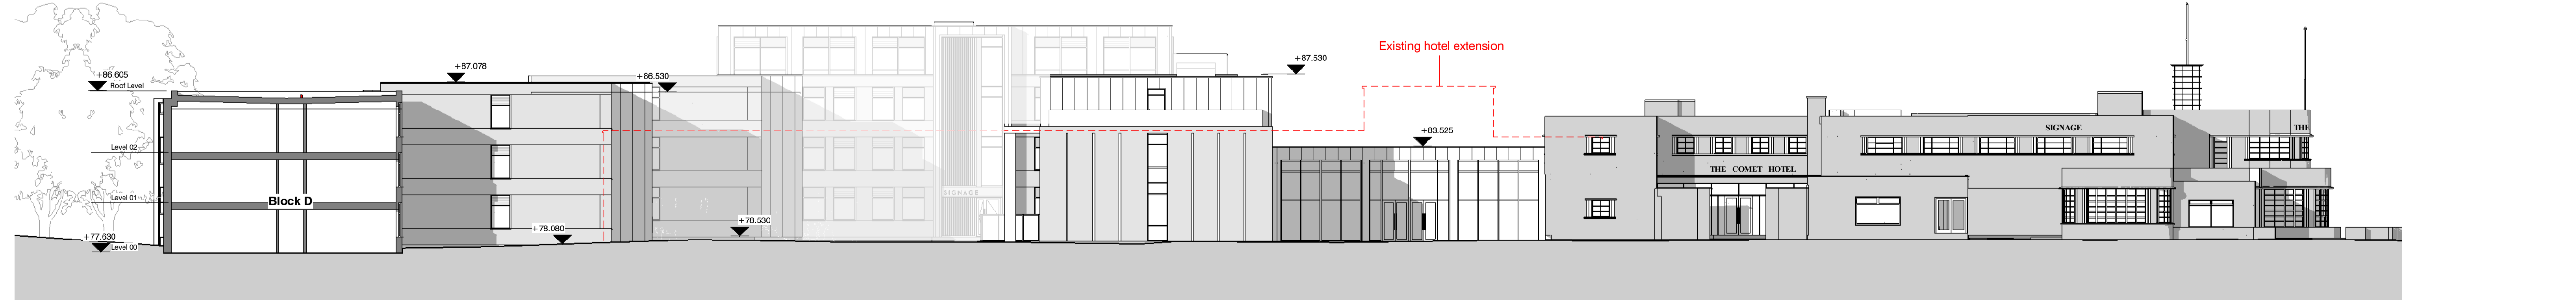 Existing hotel extension
+87.530
+87.078
+86.530
+86.605
Roof Level
+83.525
SIGNAGE
THE
Level 02
THE COMET HOTEL
SIGNAGE
Level 01
Block D
+78.530
+78.080
+77.630
Level 00